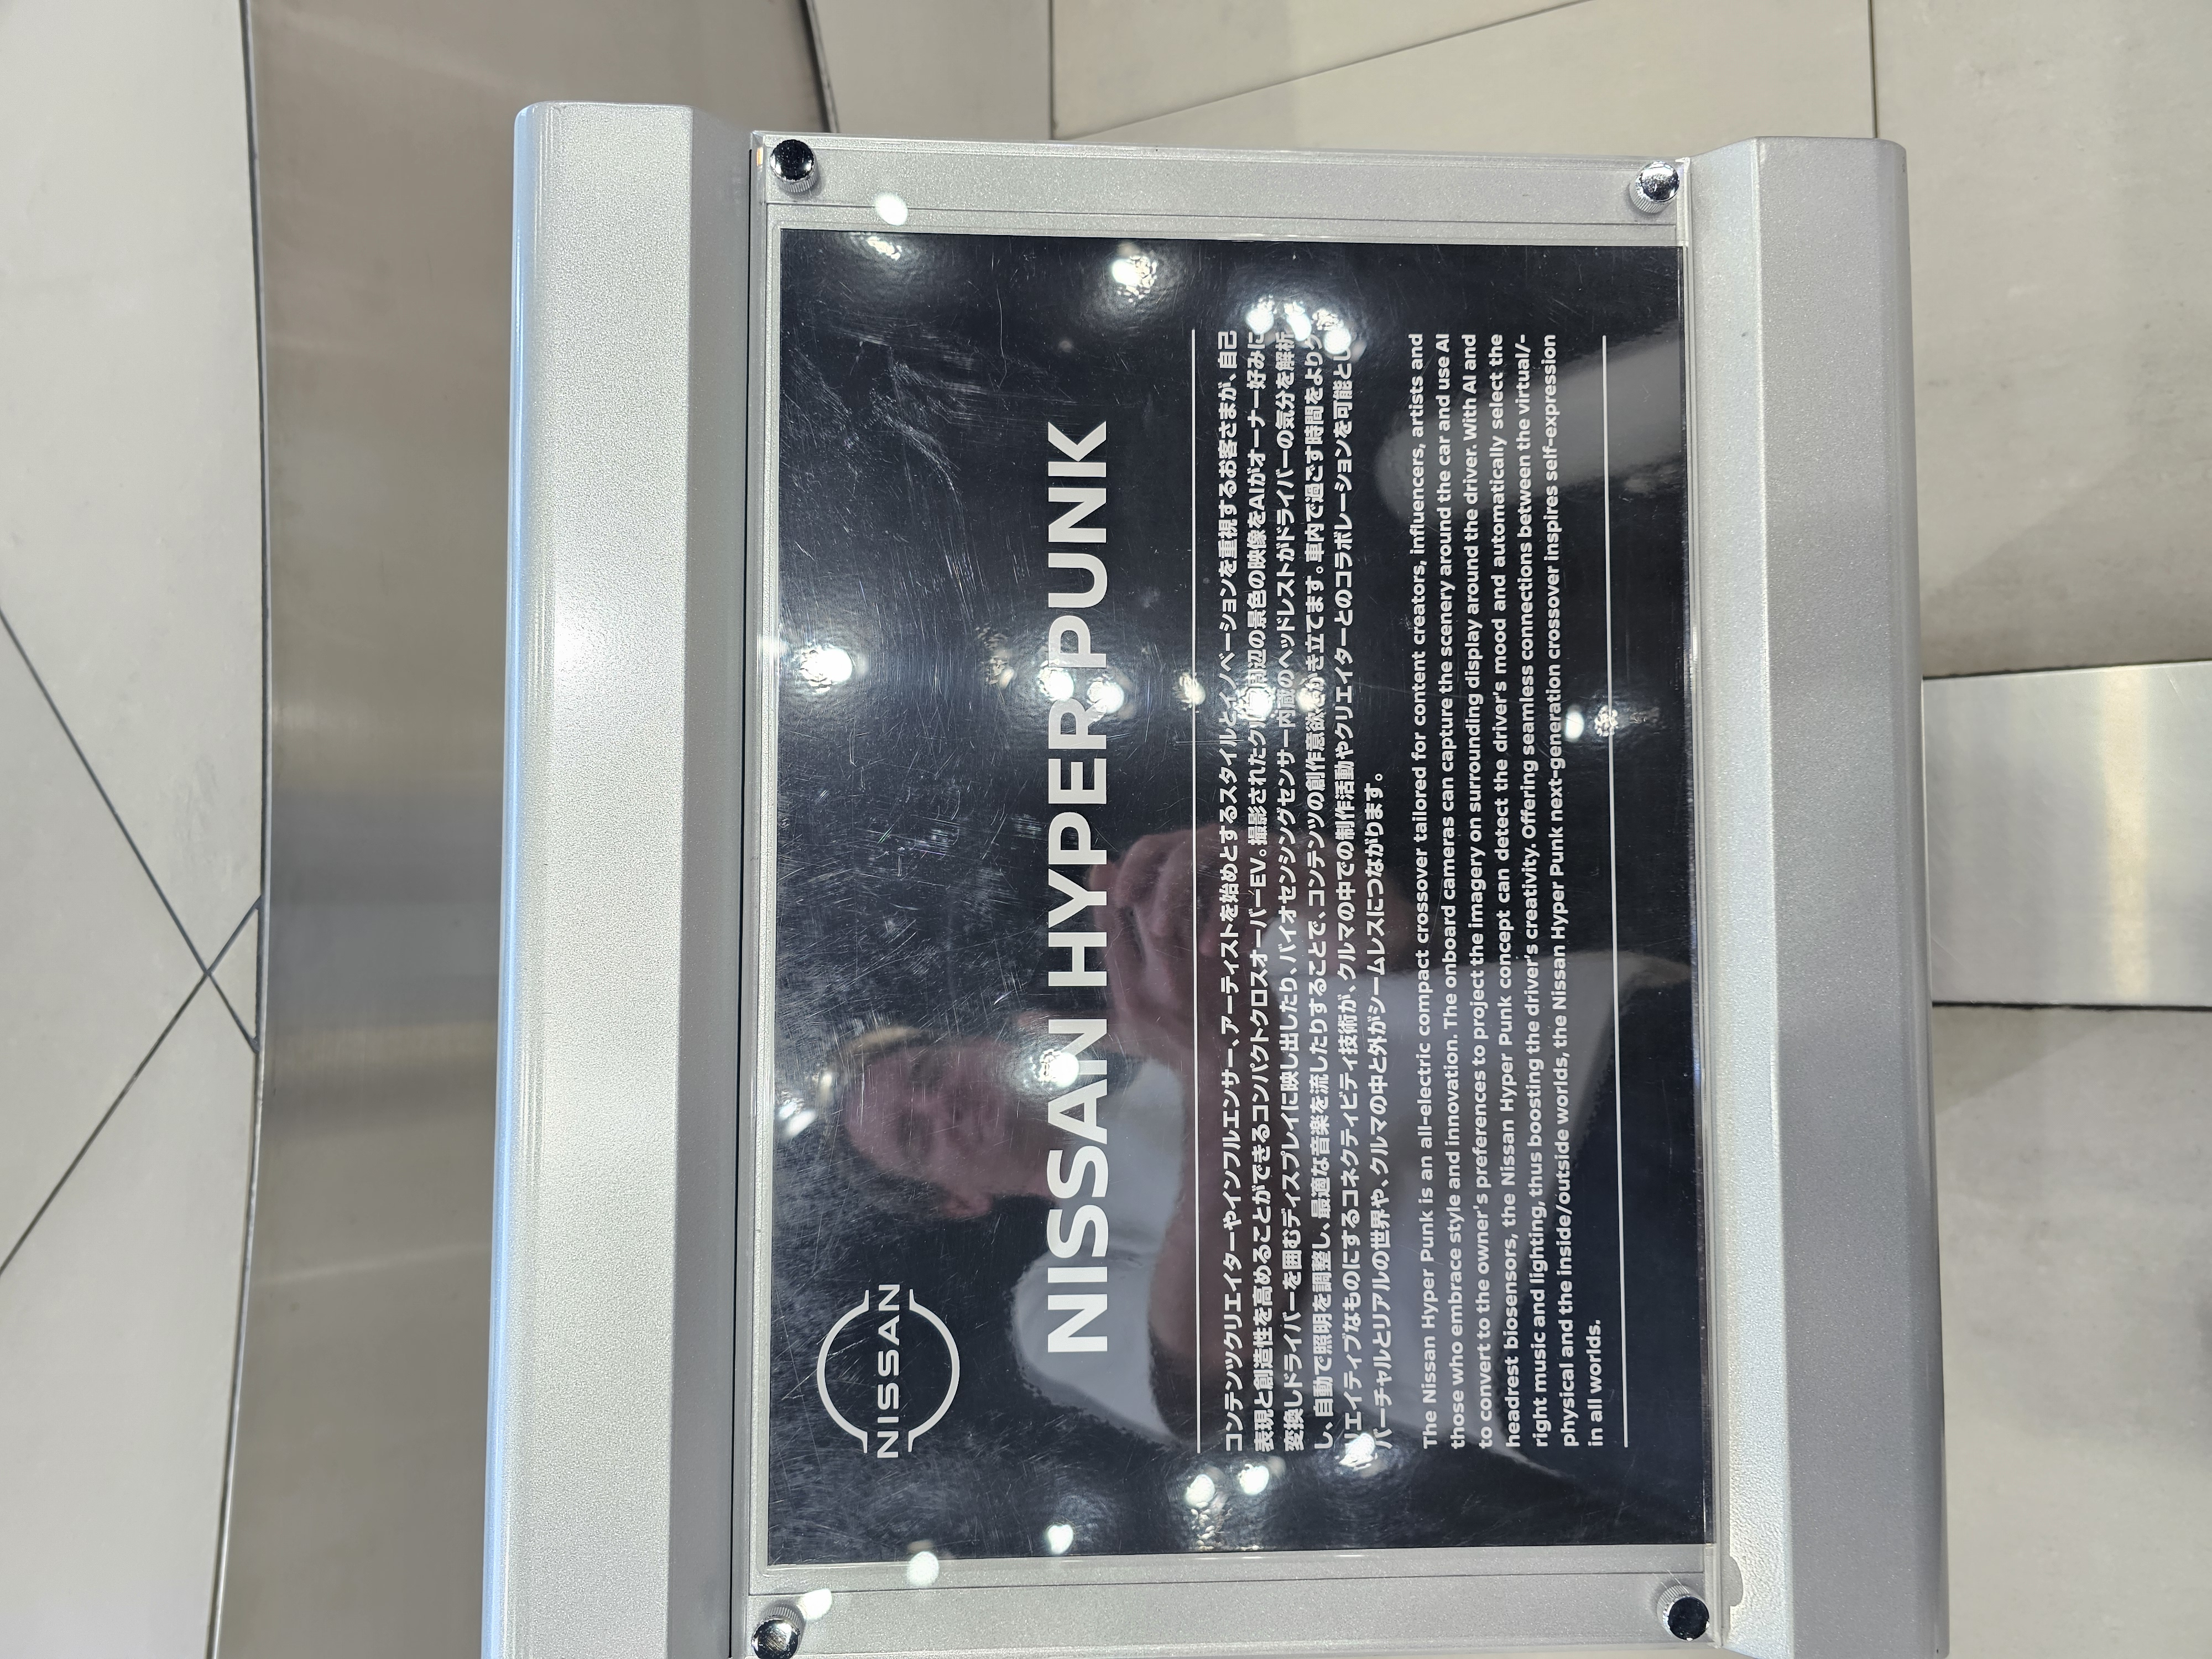 NISSAN
NISSAN HYPER PUNK
コンテンツクリエイターやインフルエンサー、アーティストを始めとするスタイルとイノベーションを重視するお客さまが、自己
表現と創造性を高めることができるコンパクトクロスオーバーEV。撮影されたクルマ周辺の景色の映像をAIがオーナー好みに
変換しドライバーを囲むディスプレイに映し出したり、バイオセンシングセンサー内蔵のヘッドレストがドライバーの気分を解析
し、自動で照明を調整し、最適な音楽を流したりすることで、コンテンツの創作意欲をかき立てます。車内で過ごす時間をよりク
リエイティブなものにするコネクティビティ技術が、クルマの中での制作活動やクリエイターとのコラボレーションを可能とし、
バーチャルとリアルの世界や、クルマの中と外がシームレスにつながります。
The Nissan Hyper Punk is an all-electric compact crossover tailored for content creators, influencers, artists and
those who embrace style and innovation. The onboard cameras can capture the scenery around the car and use AI
to convert to the owner's preferences to project the imagery on surrounding display around the driver. With AI and
headrest biosensors, the Nissan Hyper Punk concept can detect the driver's mood and automatically select the
right music and lighting, thus boosting the driver's creativity. Offering seamless connections between the virtual/-
physical and the inside/outside worlds, the Nissan Hyper Punk next-generation crossover inspires self-expression
in all worlds.